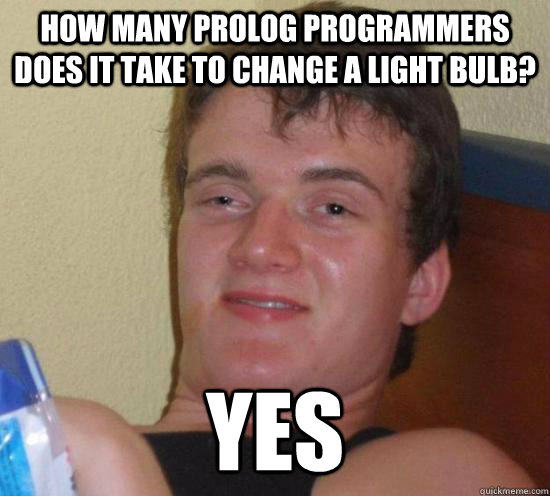 HOW MANY PROLOG PROGRAMMERS
DOES IT TAKE TO CHANGE A LIGHT BULB?
YES
quickmeme.com